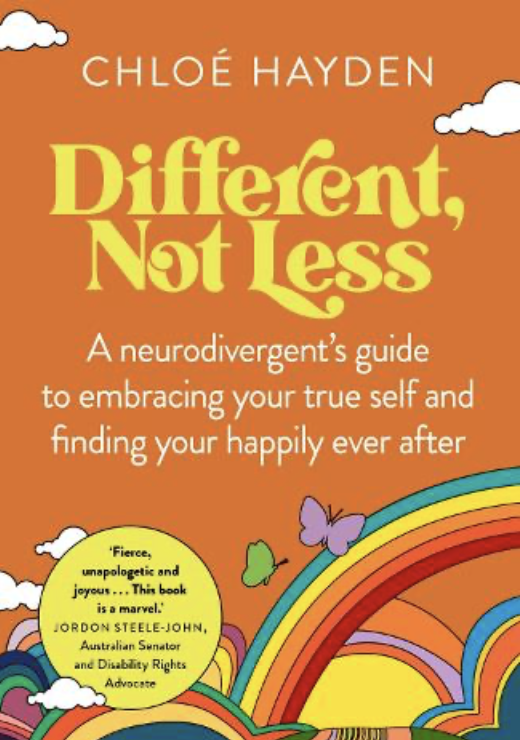 CHLOÉ HAYDEN
Different,
Not Less
A neurodivergent's guide
to embracing your true self and
finding your happily ever after
'Fierce,
unapologetic and
joyous . . . This book
is a marvel.'
JORDON STEELE-JOHN,
Australian Senator
and Disability Rights
Advocate